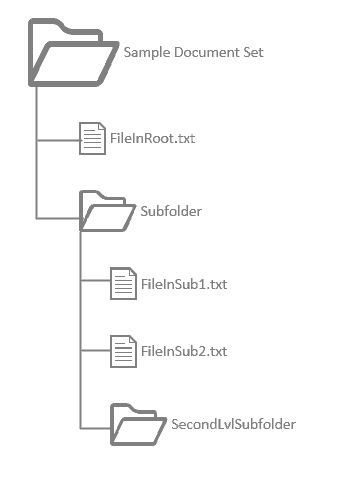 Sample Document Set
FileInRoot.txt
Subfolder
FileInSub1.txt
FileInSub2.txt
SecondLvlSubfolder